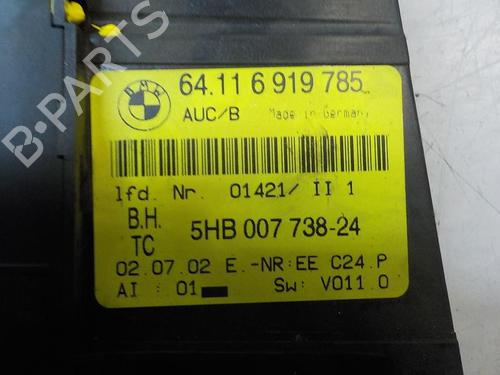 B-PARTS
BMW
64.11 6 919 785
AUC/B Made in Germany
lfd. Nr. 01421/ II 1
B.H.
TC 5HB 007 738-24
02.07.02 E.-NR:EE C24.P
AI : 01 SW: V011.0